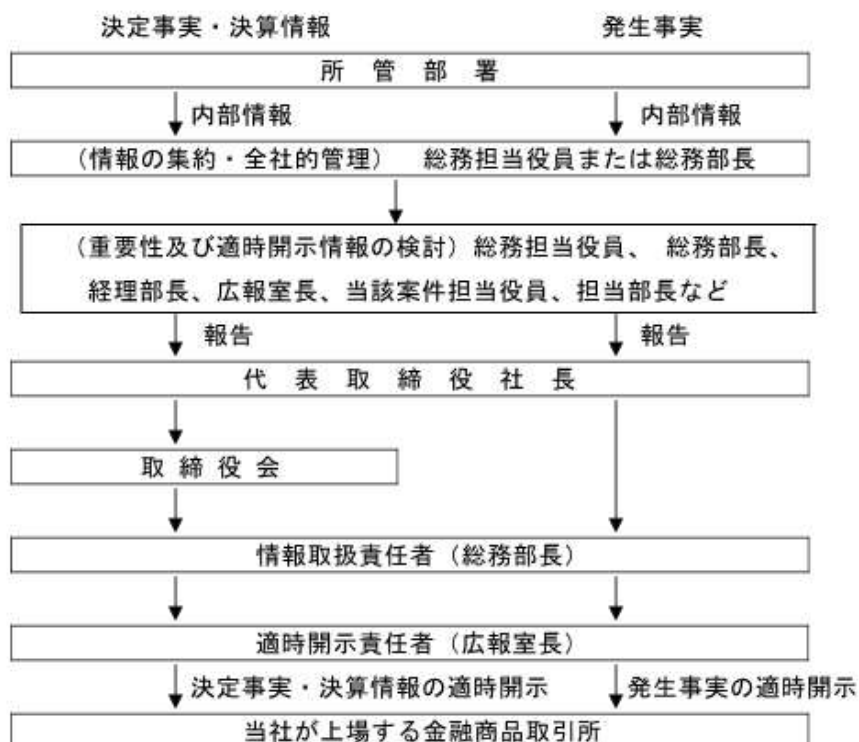 決定事実・決算情報 発生事実
所管部署
内部情報 内部情報
(情報の集約・全社的管理) 総務担当役員または総務部長
(重要性及び適時開示情報の検討)総務担当役員、 総務部長、
経理部長、広報室長、当該案件担当役員、担当部長など
報告 報告
代表取締役社長
取締役会
情報取扱責任者(総務部長)
適時開示責任者(広報室長)
決定事実・決算情報の適時開示 発生事実の適時開示
当社が上場する金融商品取引所